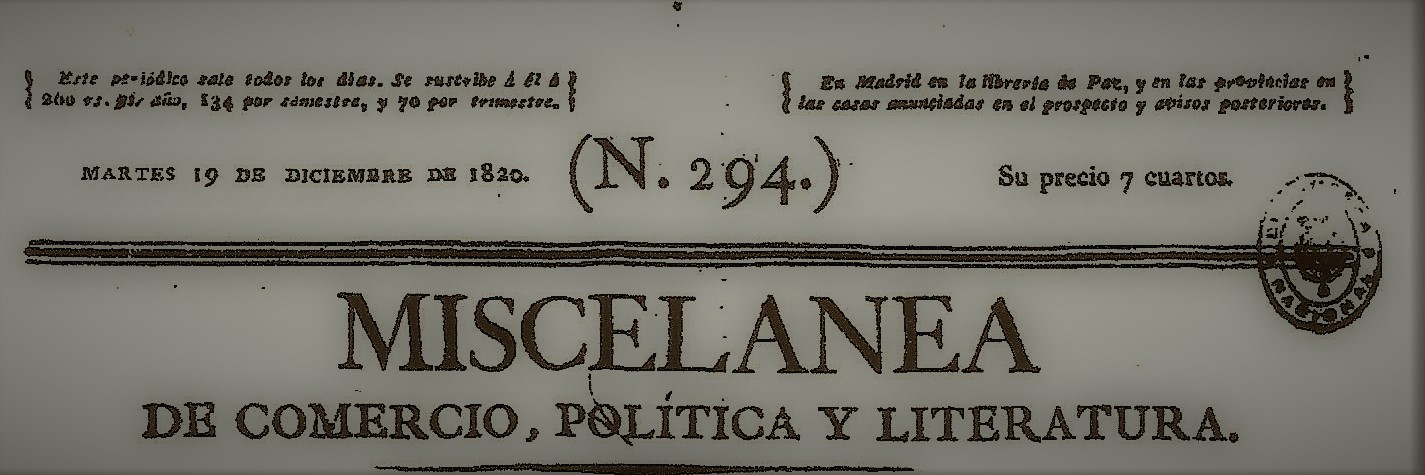 Este periódico sale todos los dias. Se suscribe á él á
260 rs. por año, 134 por semestre, y 70 por trimestre.
En Madrid en la librería de Paz, y en las provincias en
las casas anunciadas en el prospecto y avisos posteriores.
MARTES 19 DE DICIEMBRE DE 1820.
(N. 294.)
Su precio 7 cuartos.
MISCELANEA
DE COMERCIO, POLÍTICA Y LITERATURA.
NACIONAL